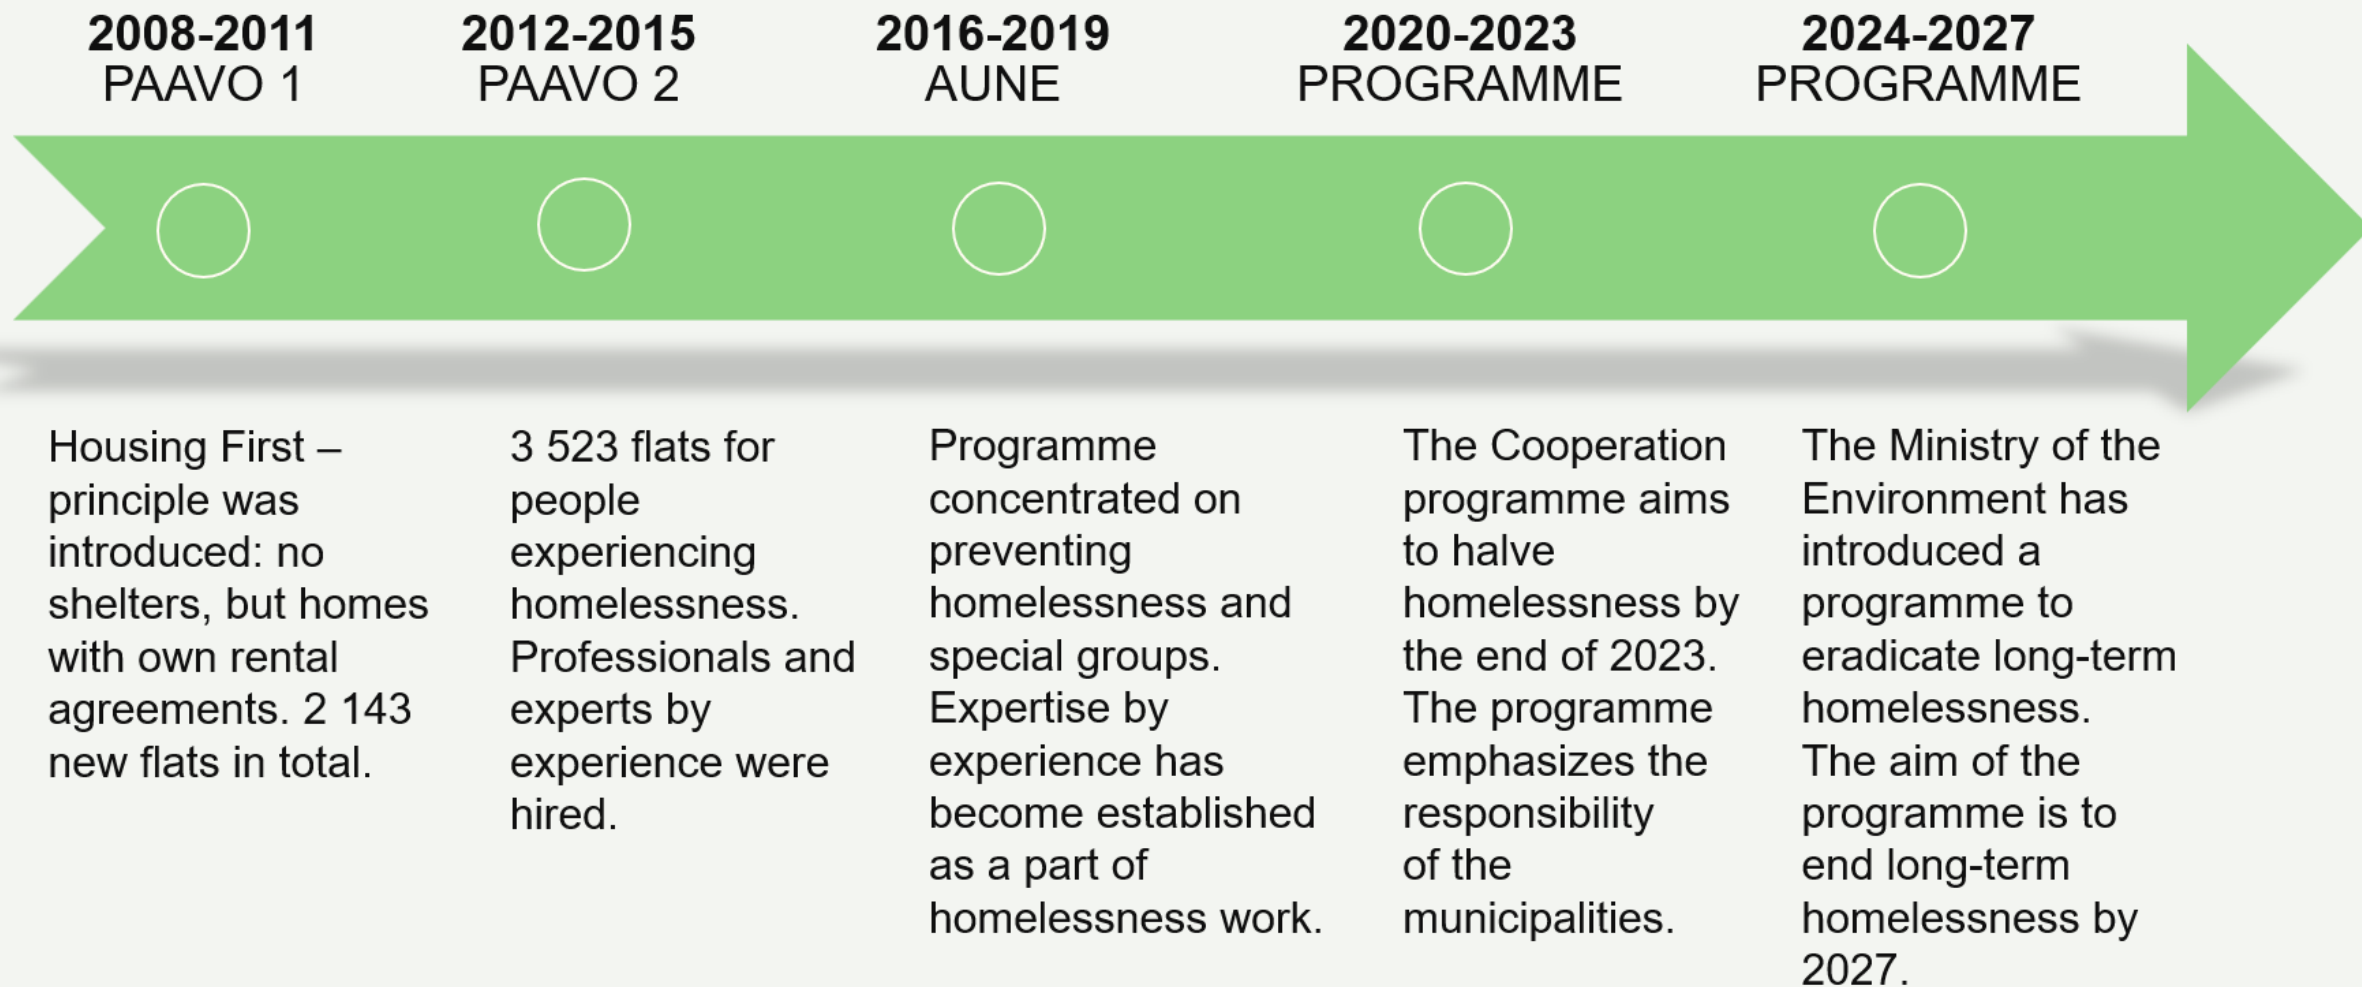 2008-2011
PAAVO 1
2012-2015
PAAVO 2
2016-2019
AUNE
2020-2023
PROGRAMME
2024-2027
PROGRAMME
Housing First –
principle was
introduced: no
shelters, but homes
with own rental
agreements. 2 143
new flats in total.
3 523 flats for
people
experiencing
homelessness.
Professionals and
experts by
experience were
hired.
Programme
concentrated on
preventing
homelessness and
special groups.
Expertise by
experience has
become established
as a part of
homelessness work.
The Cooperation
programme aims
to halve
homelessness by
the end of 2023.
The programme
emphasizes the
responsibility
of the
municipalities.
The Ministry of the
Environment has
introduced a
programme to
eradicate long-term
homelessness.
The aim of the
programme is to
end long-term
homelessness by
2027.